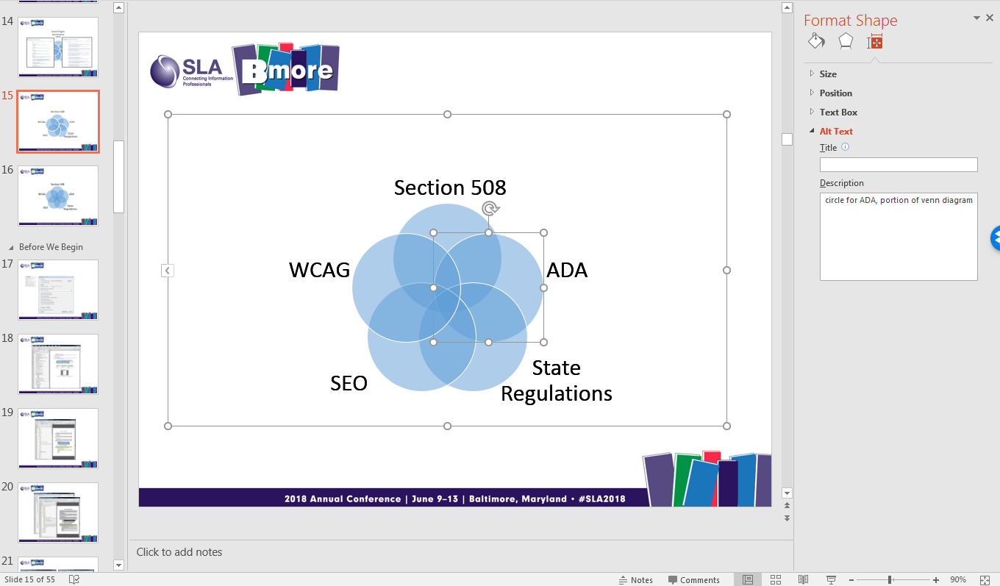 14
15
16
Before We Begin
17
18
19
20
21
SLA
Connecting Information
Professionals
Bmore
Section 508
WCAG
ADA
SEO
State
Regulations
2018 Annual Conference | June 9–13 | Baltimore, Maryland • #SLA2018
Click to add notes
Format Shape
Size
Position
Text Box
Alt Text
Title
Description
circle for ADA, portion of venn diagram
Slide 15 of 55
Notes
Comments
90%